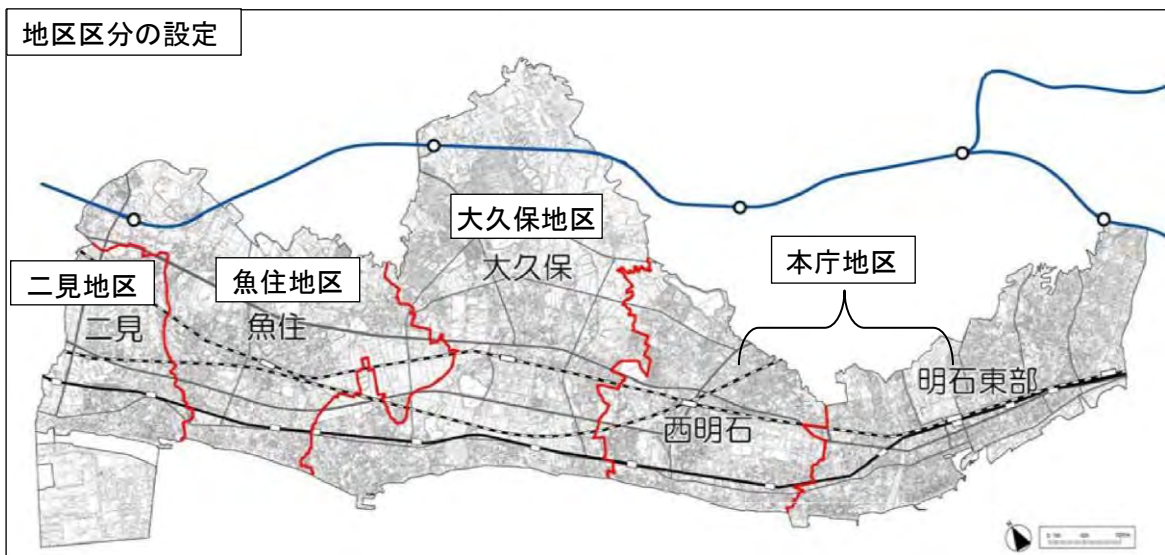 地区区分の設定
大久保地区
大久保
本庁地区
二見地区
魚住地区
二見
魚住
明石東部
西明石